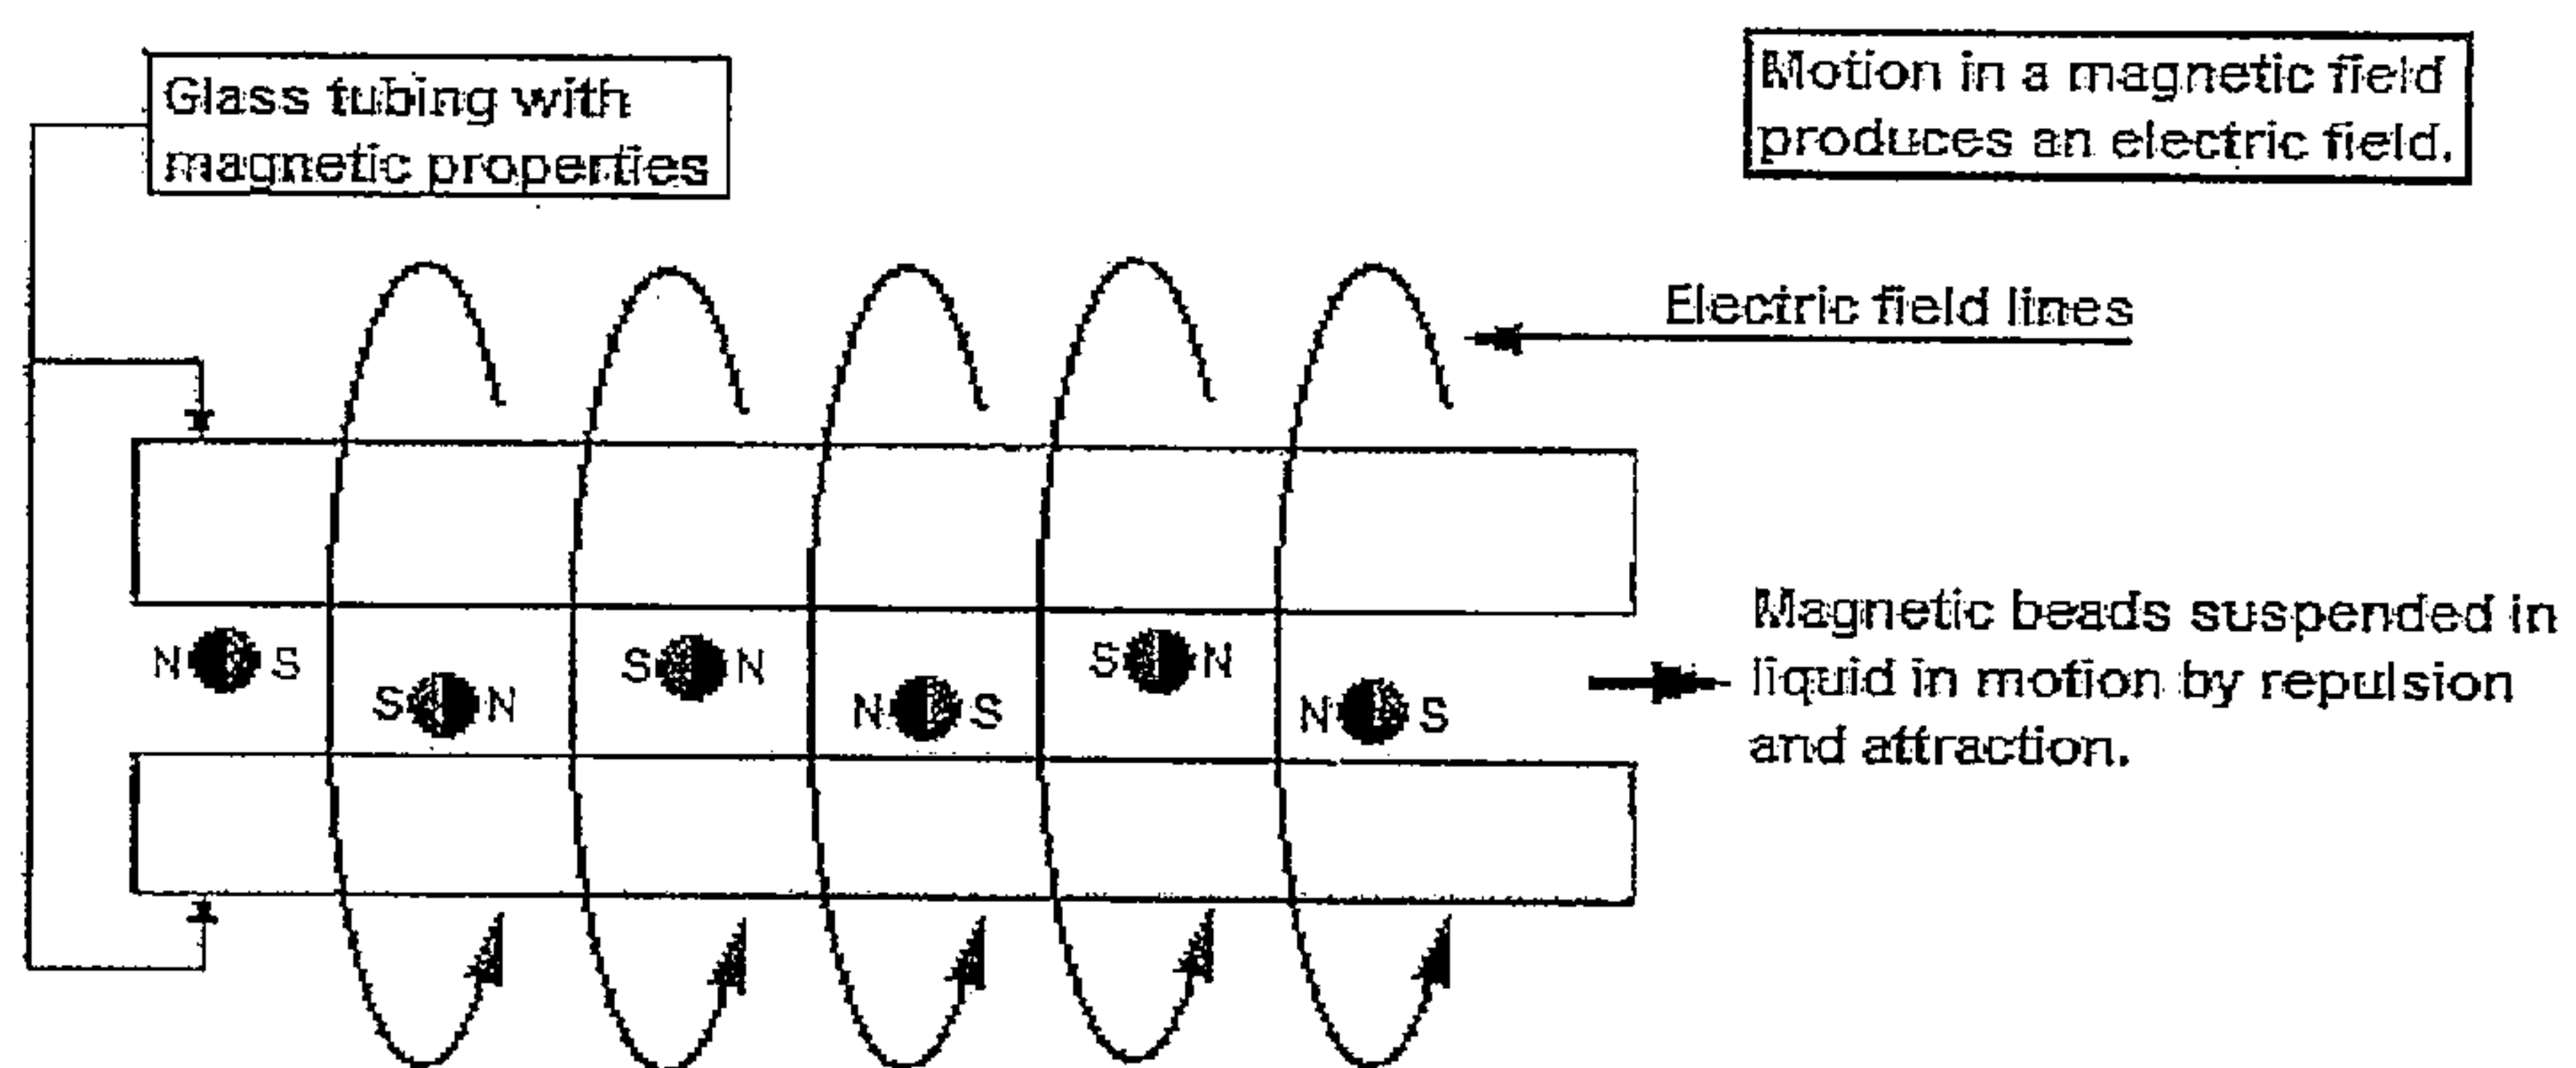 Glass tubing with
magnetic properties
Motion in a magnetic field
produces an electric field.
Electric field lines
N S
S N
S N
N S
S N
N S
Magnetic beads suspended in
liquid in motion by repulsion
and attraction.